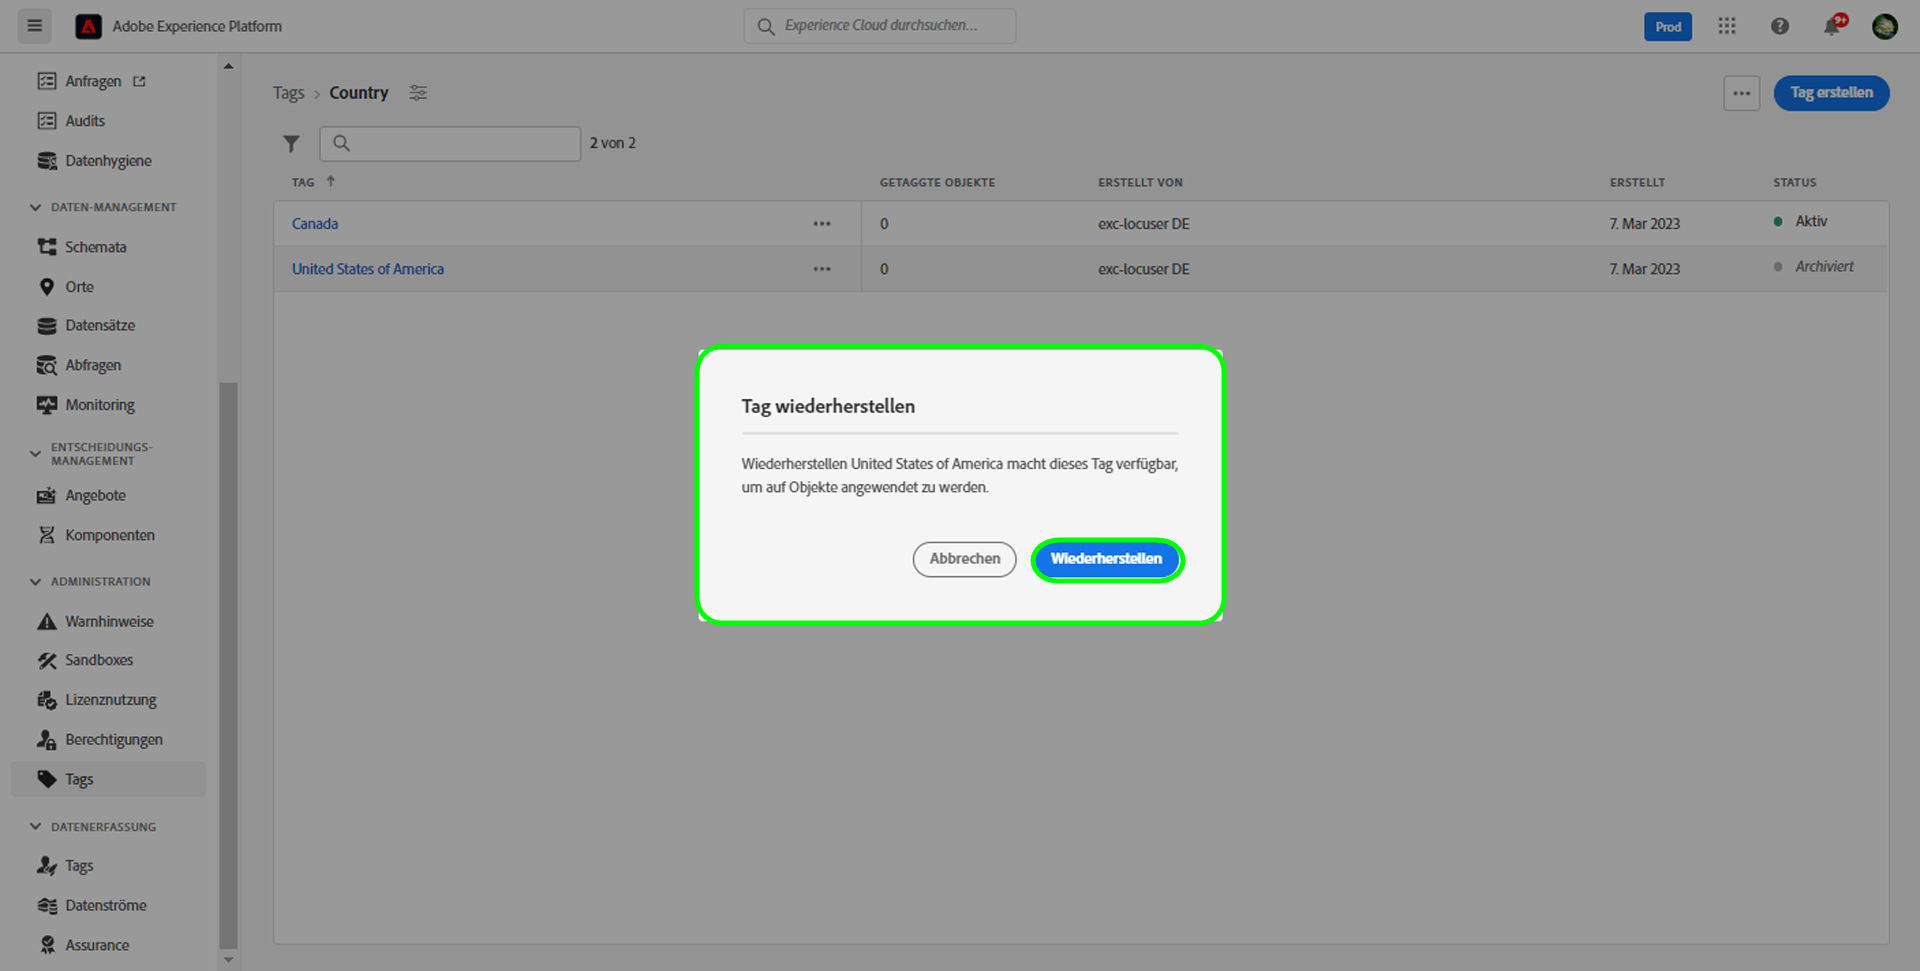 Adobe Experience Platform
Experience Cloud durchsuchen...
Prod
9+
Anfragen
Audits
Datenhygiene
DATEN-MANAGEMENT
Schemata
Orte
Datensätze
Abfragen
Monitoring
ENTSCHEIDUNGS-
MANAGEMENT
Angebote
Komponenten
ADMINISTRATION
Warnhinweise
Sandboxes
Lizenznutzung
Berechtigungen
Tags
DATENERFASSUNG
Tags
Datenströme
Assurance
Tags > Country
Tag erstellen
2 von 2
TAG GETAGGTE OBJEKTE ERSTELLT VON ERSTELLT STATUS
Canada 0 exc-locuser DE 7. Mar 2023 Aktiv
United States of America 0 exc-locuser DE 7. Mar 2023 Archiviert
Tag wiederherstellen
Wiederherstellen United States of America macht dieses Tag verfügbar,
um auf Objekte angewendet zu werden.
Abbrechen Wiederherstellen